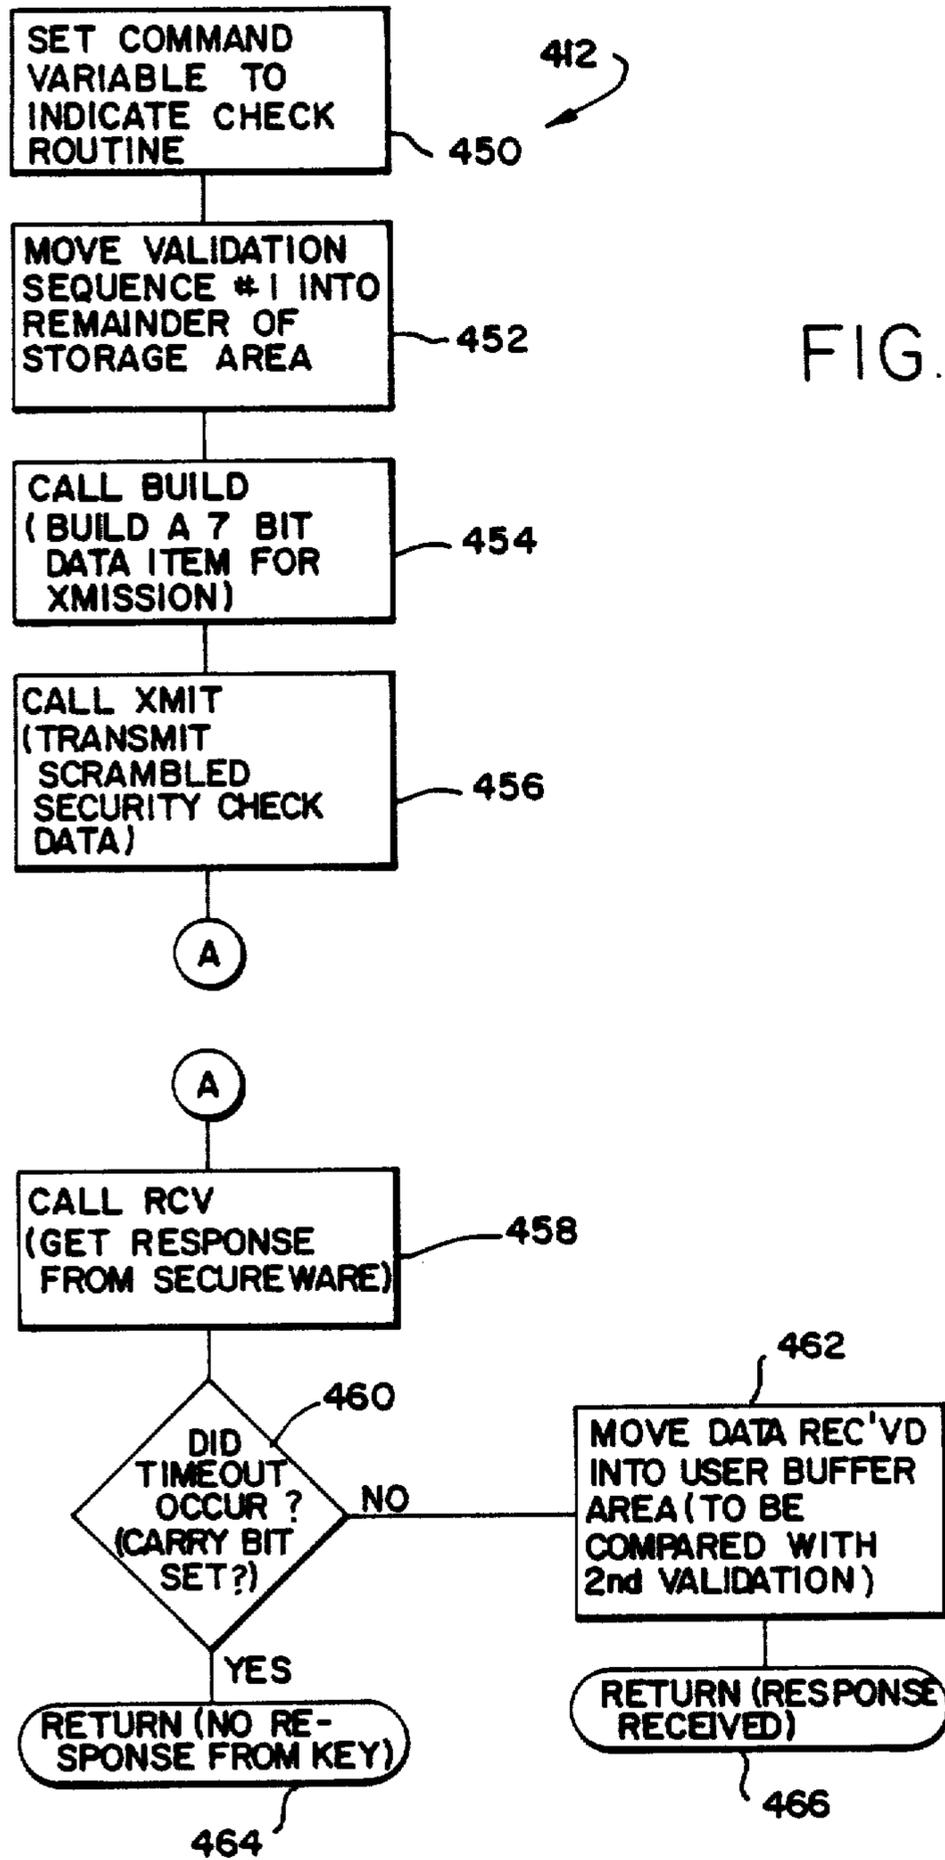 SET COMMAND
VARIABLE TO
INDICATE CHECK
ROUTINE
450
412
MOVE VALIDATION
SEQUENCE #1 INTO
REMAINDER OF
STORAGE AREA
452
FIG.
CALL BUILD
(BUILD A 7 BIT
DATA ITEM FOR
XMISSION)
454
CALL XMIT
(TRANSMIT
SCRAMBLED
SECURITY CHECK
DATA)
456
A
A
CALL RCV
(GET RESPONSE
FROM SECUREWARE)
458
DID
TIMEOUT
OCCUR ?
(CARRY BIT
SET?)
460
NO
YES
462
MOVE DATA REC'VD
INTO USER BUFFER
AREA (TO BE
COMPARED WITH
2nd VALIDATION)
RETURN (NO RE-
SPONSE FROM KEY)
464
RETURN (RESPONSE
RECEIVED)
466